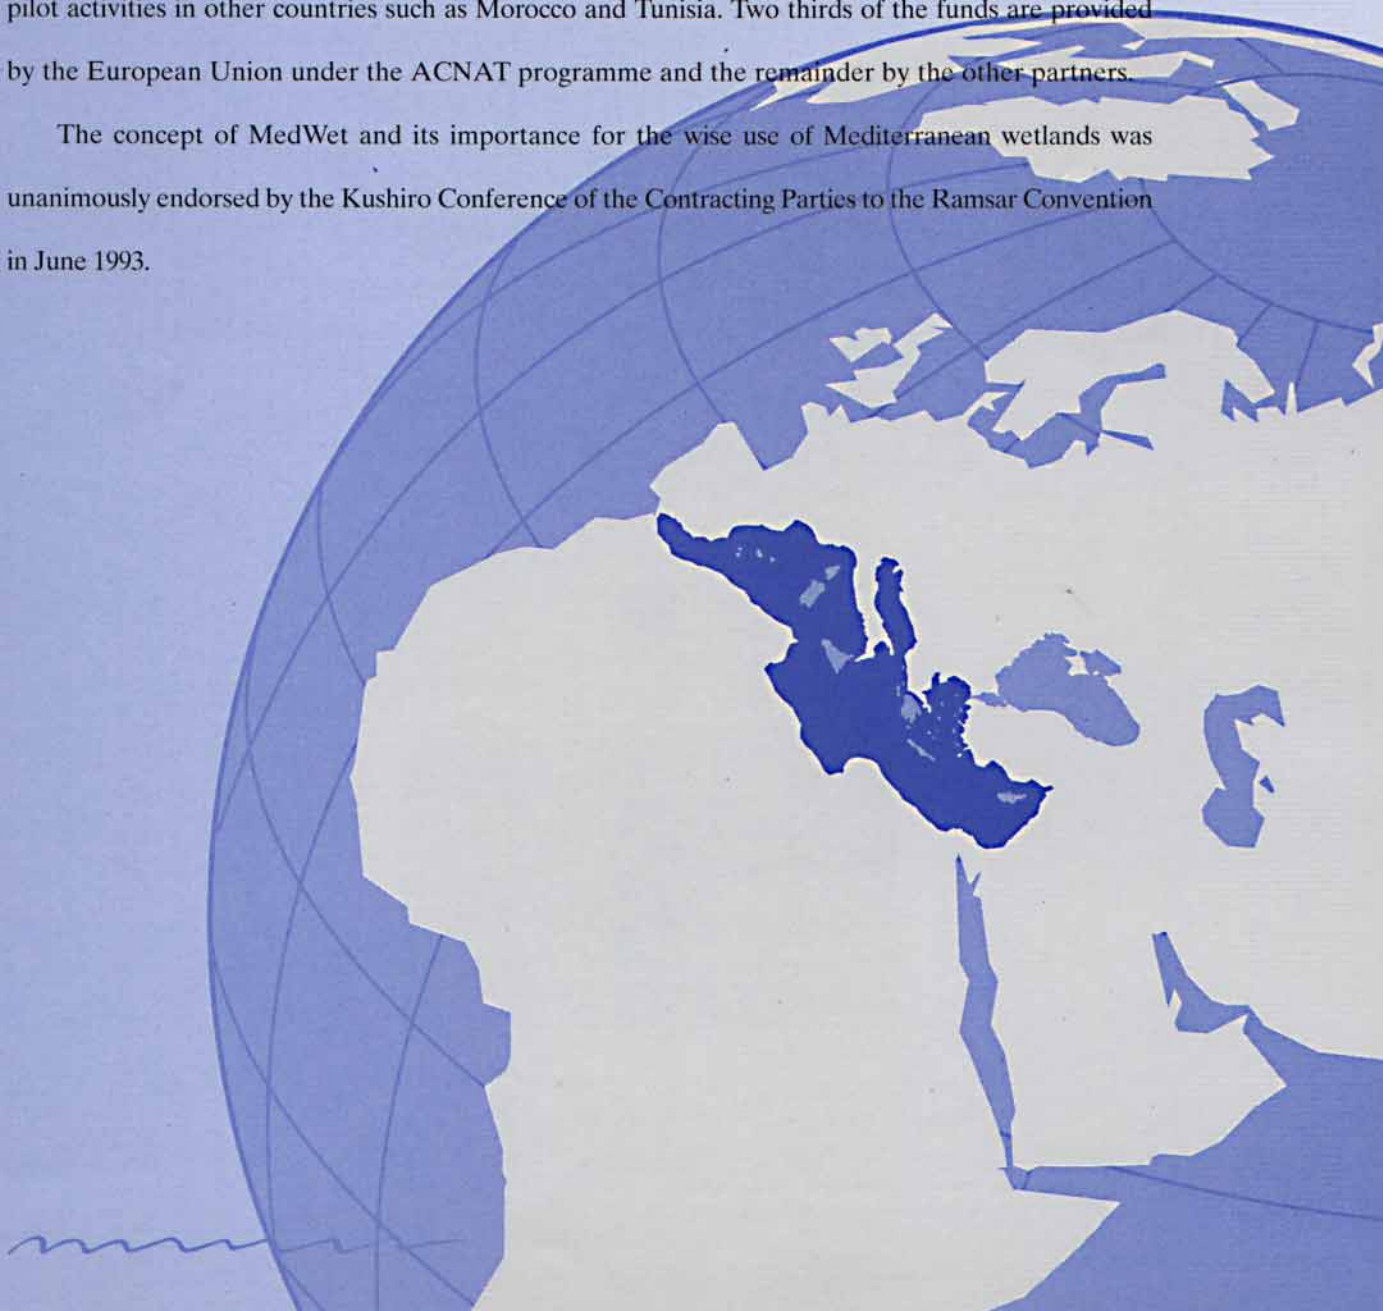 pilot activities in other countries such as Morocco and Tunisia. Two thirds of the funds are provided
by the European Union under the ACNAT programme and the remainder by the other partners.
The concept of MedWet and its importance for the wise use of Mediterranean wetlands was
unanimously endorsed by the Kushiro Conference of the Contracting Parties to the Ramsar Convention
in June 1993.